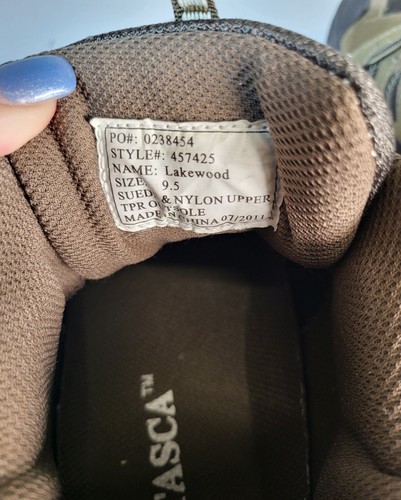 PO#: 0238454
STYLE#: 457425
NAME: Lakewood
SIZE 9.5
SUEDE & NYLON UPPER
TPR OUTSOLE
MADE IN CHINA 07/2011
TASCA™